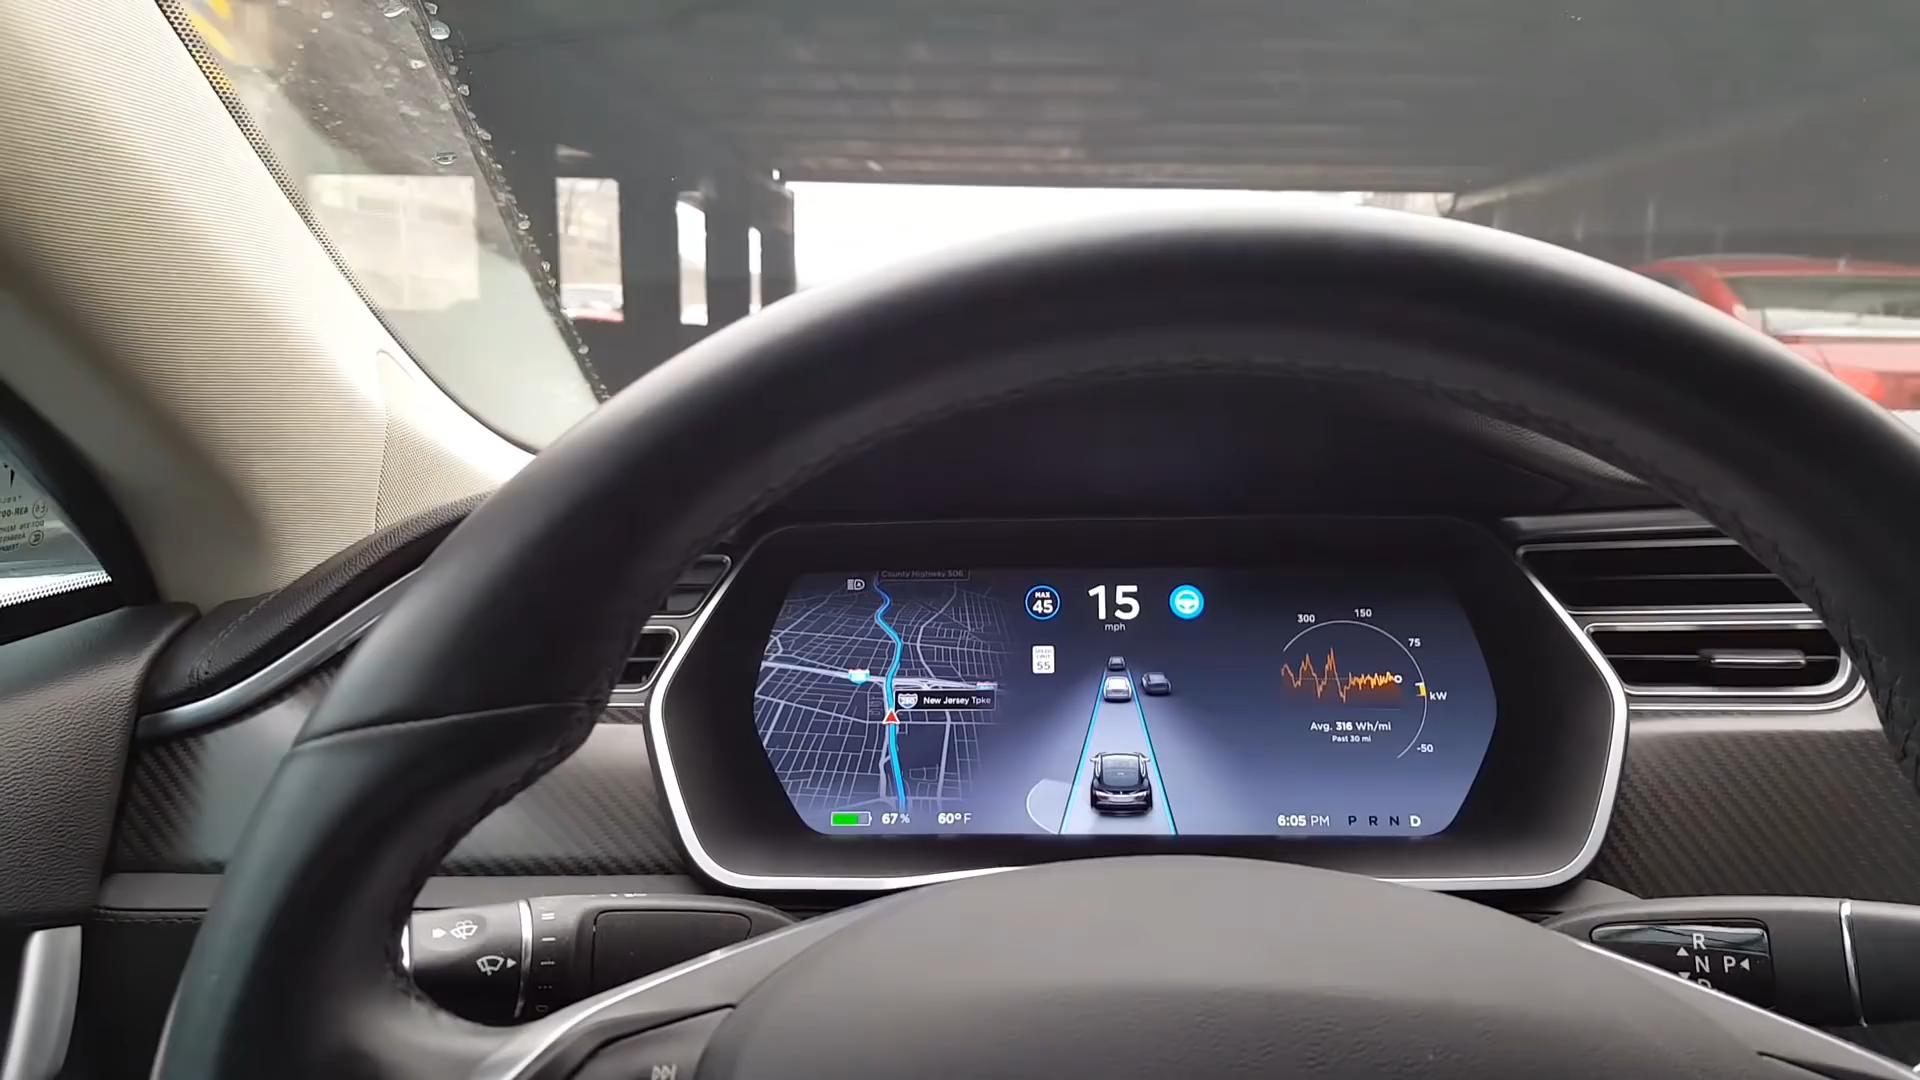 County Highway 506
MAX
45
15
mph
SPEED
LIMIT
55
New Jersey Tpke
300
150
75
kW
-50
Avg. 316 Wh/mi
Past 30 mi
67 %
60° F
6:05 PM
P R N D
R
N P
D